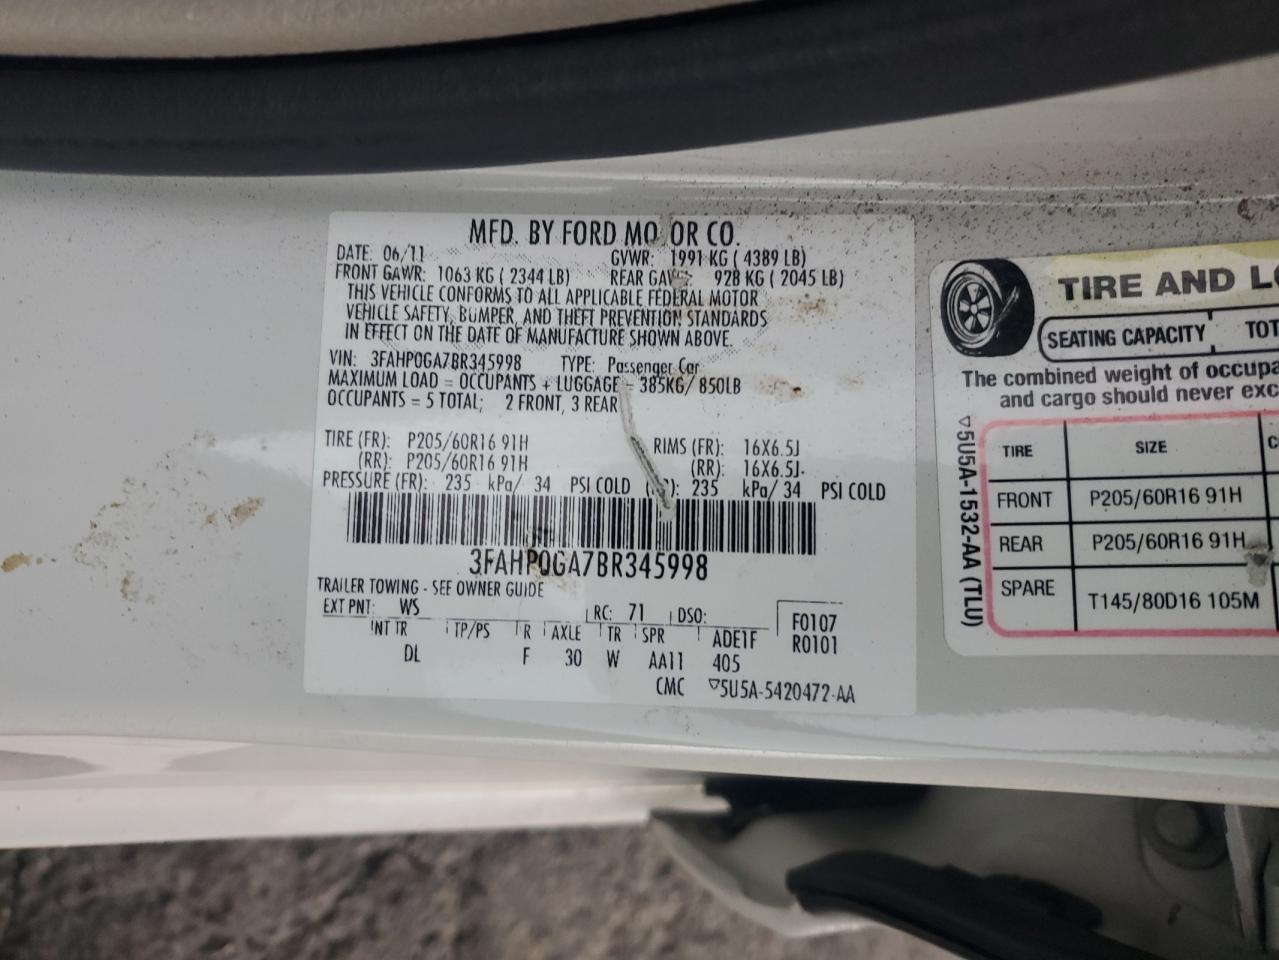 MFD. BY FORD MO OR CO.
DATE: 06/11 GVWR: 1991 KG ( 4389 LB)
FRONT GAWR: 1063 KG ( 2344 LB) REAR GAW 928 KG ( 2045 LB)
THIS VEHICLE CONFORMS TO ALL APPLICABLE FEDERAL MOTOR
VEHICLE SAFETY, BUMPER, AND THEFT PREVENTION STANDARDS
IN EFFECT ON THE DATE OF MANUFACTURE SHOWN ABOVE.
VIN: 3FAHP0GA7BR345998 TYPE: Passenger Car
MAXIMUM LOAD = OCCUPANTS + LUGGAGE = 385KG/ 850LB
OCCUPANTS = 5 TOTAL; 2 FRONT, 3 REAR
TIRE (FR): P205/60R16 91H RIMS (FR): 16X6.5J
(RR): P205/60R16 91H (RR): 16X6.5J
PRESSURE (FR): 235 kPa/ 34 PSI COLD 235 kPa/ 34 PSI COLD
3FAHP0GA7BR345998
TRAILER TOWING - SEE OWNER GUIDE
EXT PNT: WS RC: 71 DSO: F0107
INT TR TP/PS R AXLE TR SPR ADE1F R0101
DL F 30 W AA11 405
CMC ▽5U5A-5420472-AA
TIRE AND LO
SEATING CAPACITY TOT
The combined weight of occupa
and cargo should never exc
▽5U5A-1532-AA (TLU)
TIRE SIZE C
FRONT P205/60R16 91H
REAR P205/60R16 91H
SPARE T145/80D16 105M